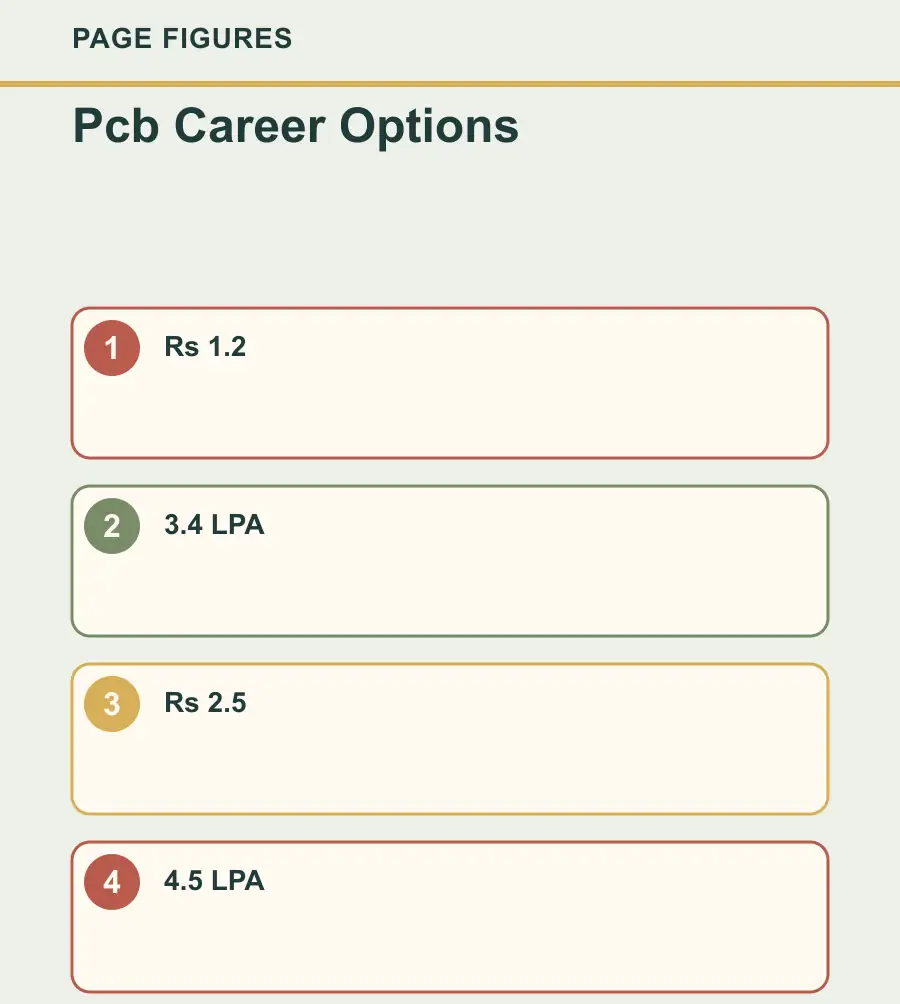 PAGE FIGURES
Pcb Career Options
1 Rs 1.2
2 3.4 LPA
3 Rs 2.5
4 4.5 LPA